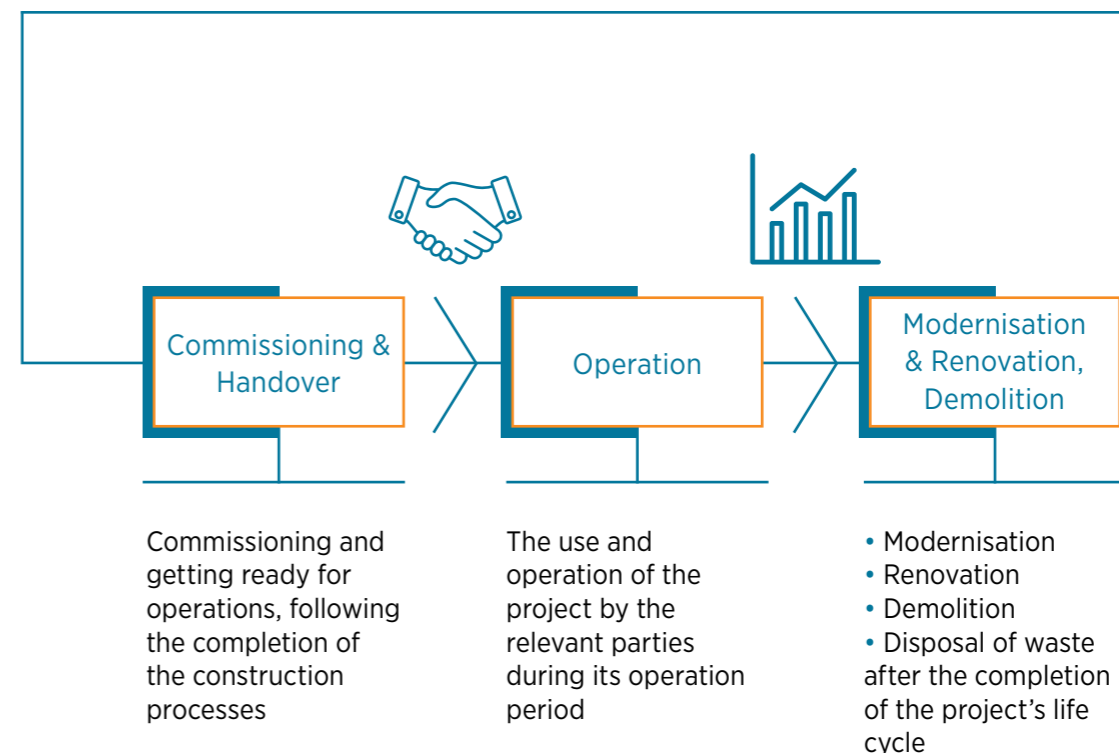 Commissioning &
Handover
Operation
Modernisation
& Renovation,
Demolition
Commissioning and
getting ready for
operations, following
the completion of
the construction
processes
The use and
operation of the
project by the
relevant parties
during its operation
period
• Modernisation
• Renovation
• Demolition
• Disposal of waste
after the completion
of the project’s life
cycle